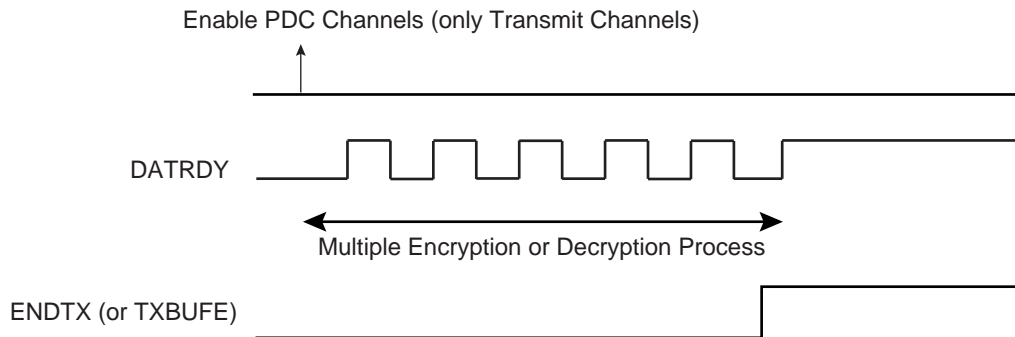 Enable PDC Channels (only Transmit Channels)
DATRDY
Multiple Encryption or Decryption Process
ENDTX (or TXBUFE)